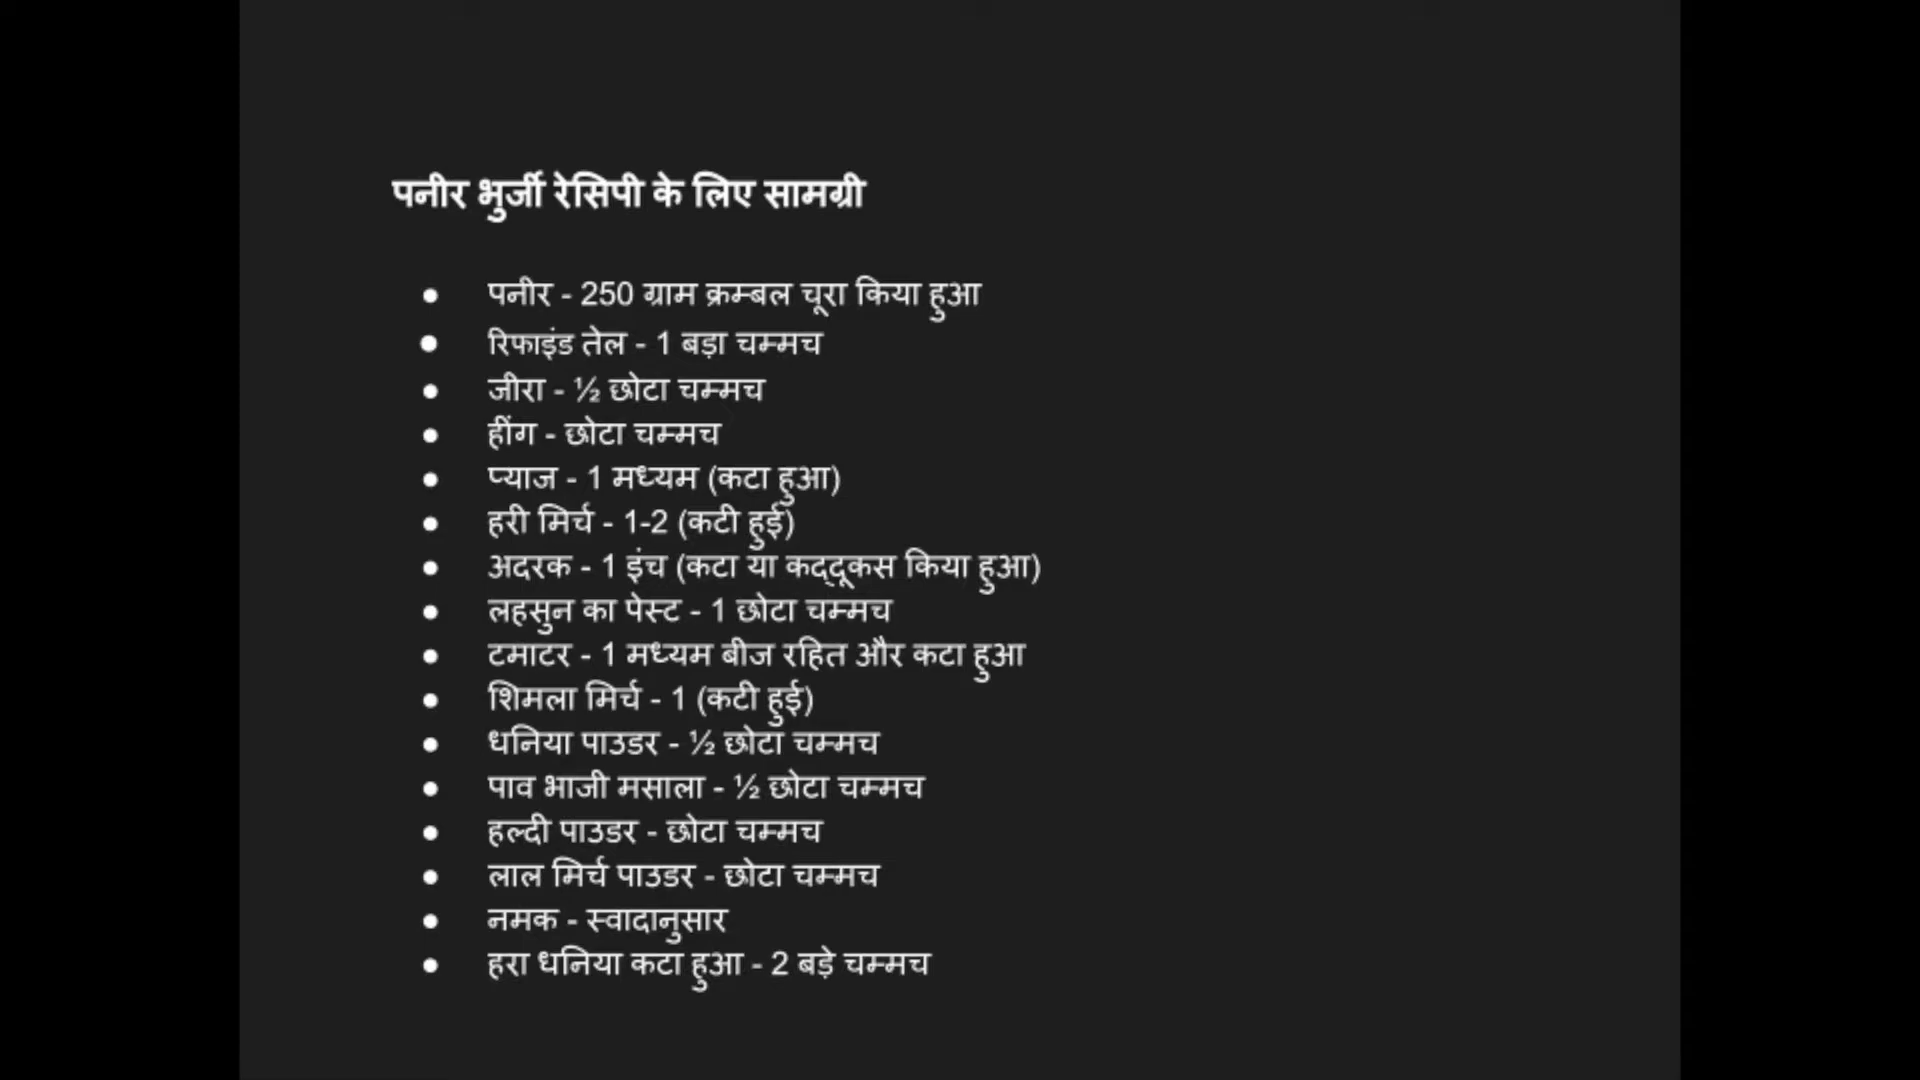 पनीर भुर्जी रेसिपी के लिए सामग्री
● पनीर - 250 ग्राम क्रम्बल चूरा किया हुआ
● रिफाइंड तेल - 1 बड़ा चम्मच
● जीरा - ½ छोटा चम्मच
● हींग - छोटा चम्मच
● प्याज - 1 मध्यम (कटा हुआ)
● हरी मिर्च - 1-2 (कटी हुई)
● अदरक - 1 इंच (कटा या कद्दूकस किया हुआ)
● लहसुन का पेस्ट - 1 छोटा चम्मच
● टमाटर - 1 मध्यम बीज रहित और कटा हुआ
● शिमला मिर्च - 1 (कटी हुई)
● धनिया पाउडर - ½ छोटा चम्मच
● पाव भाजी मसाला - ½ छोटा चम्मच
● हल्दी पाउडर - छोटा चम्मच
● लाल मिर्च पाउडर - छोटा चम्मच
● नमक - स्वादानुसार
● हरा धनिया कटा हुआ - 2 बड़े चम्मच